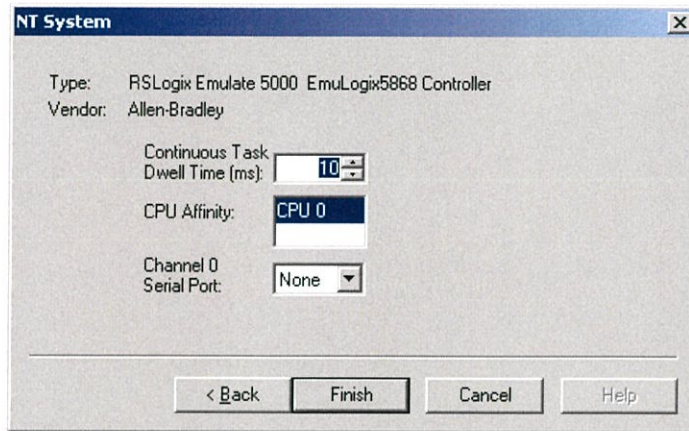 NT System
Type: RSLogix Emulate 5000 EmuLogix5868 Controller
Vendor: Allen-Bradley
Continuous Task
Dwell Time (ms): 10
CPU Affinity: CPU 0
Channel 0
Serial Port: None
< Back Finish Cancel Help